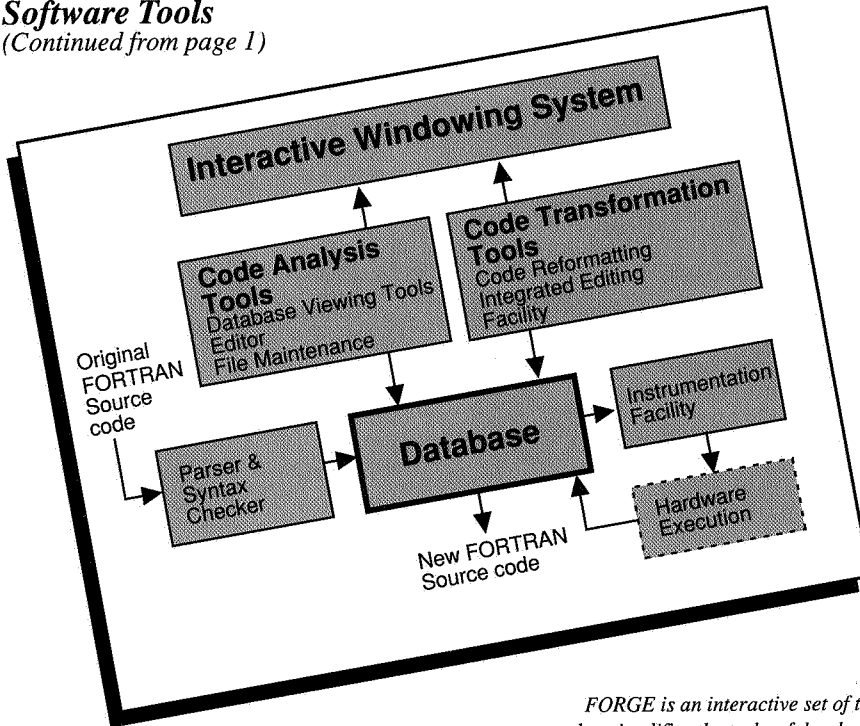 Software Tools
(Continued from page 1)
Interactive Windowing System
Code Analysis
Tools
Database Viewing Tools
Editor
File Maintenance
Code Transformation
Tools
Code Reformatting
Integrated Editing
Facility
Original
FORTRAN
Source
code
Parser &
Syntax
Checker
Database
Instrumentation
Facility
Hardware
Execution
New FORTRAN
Source code
FORGE is an interactive set of